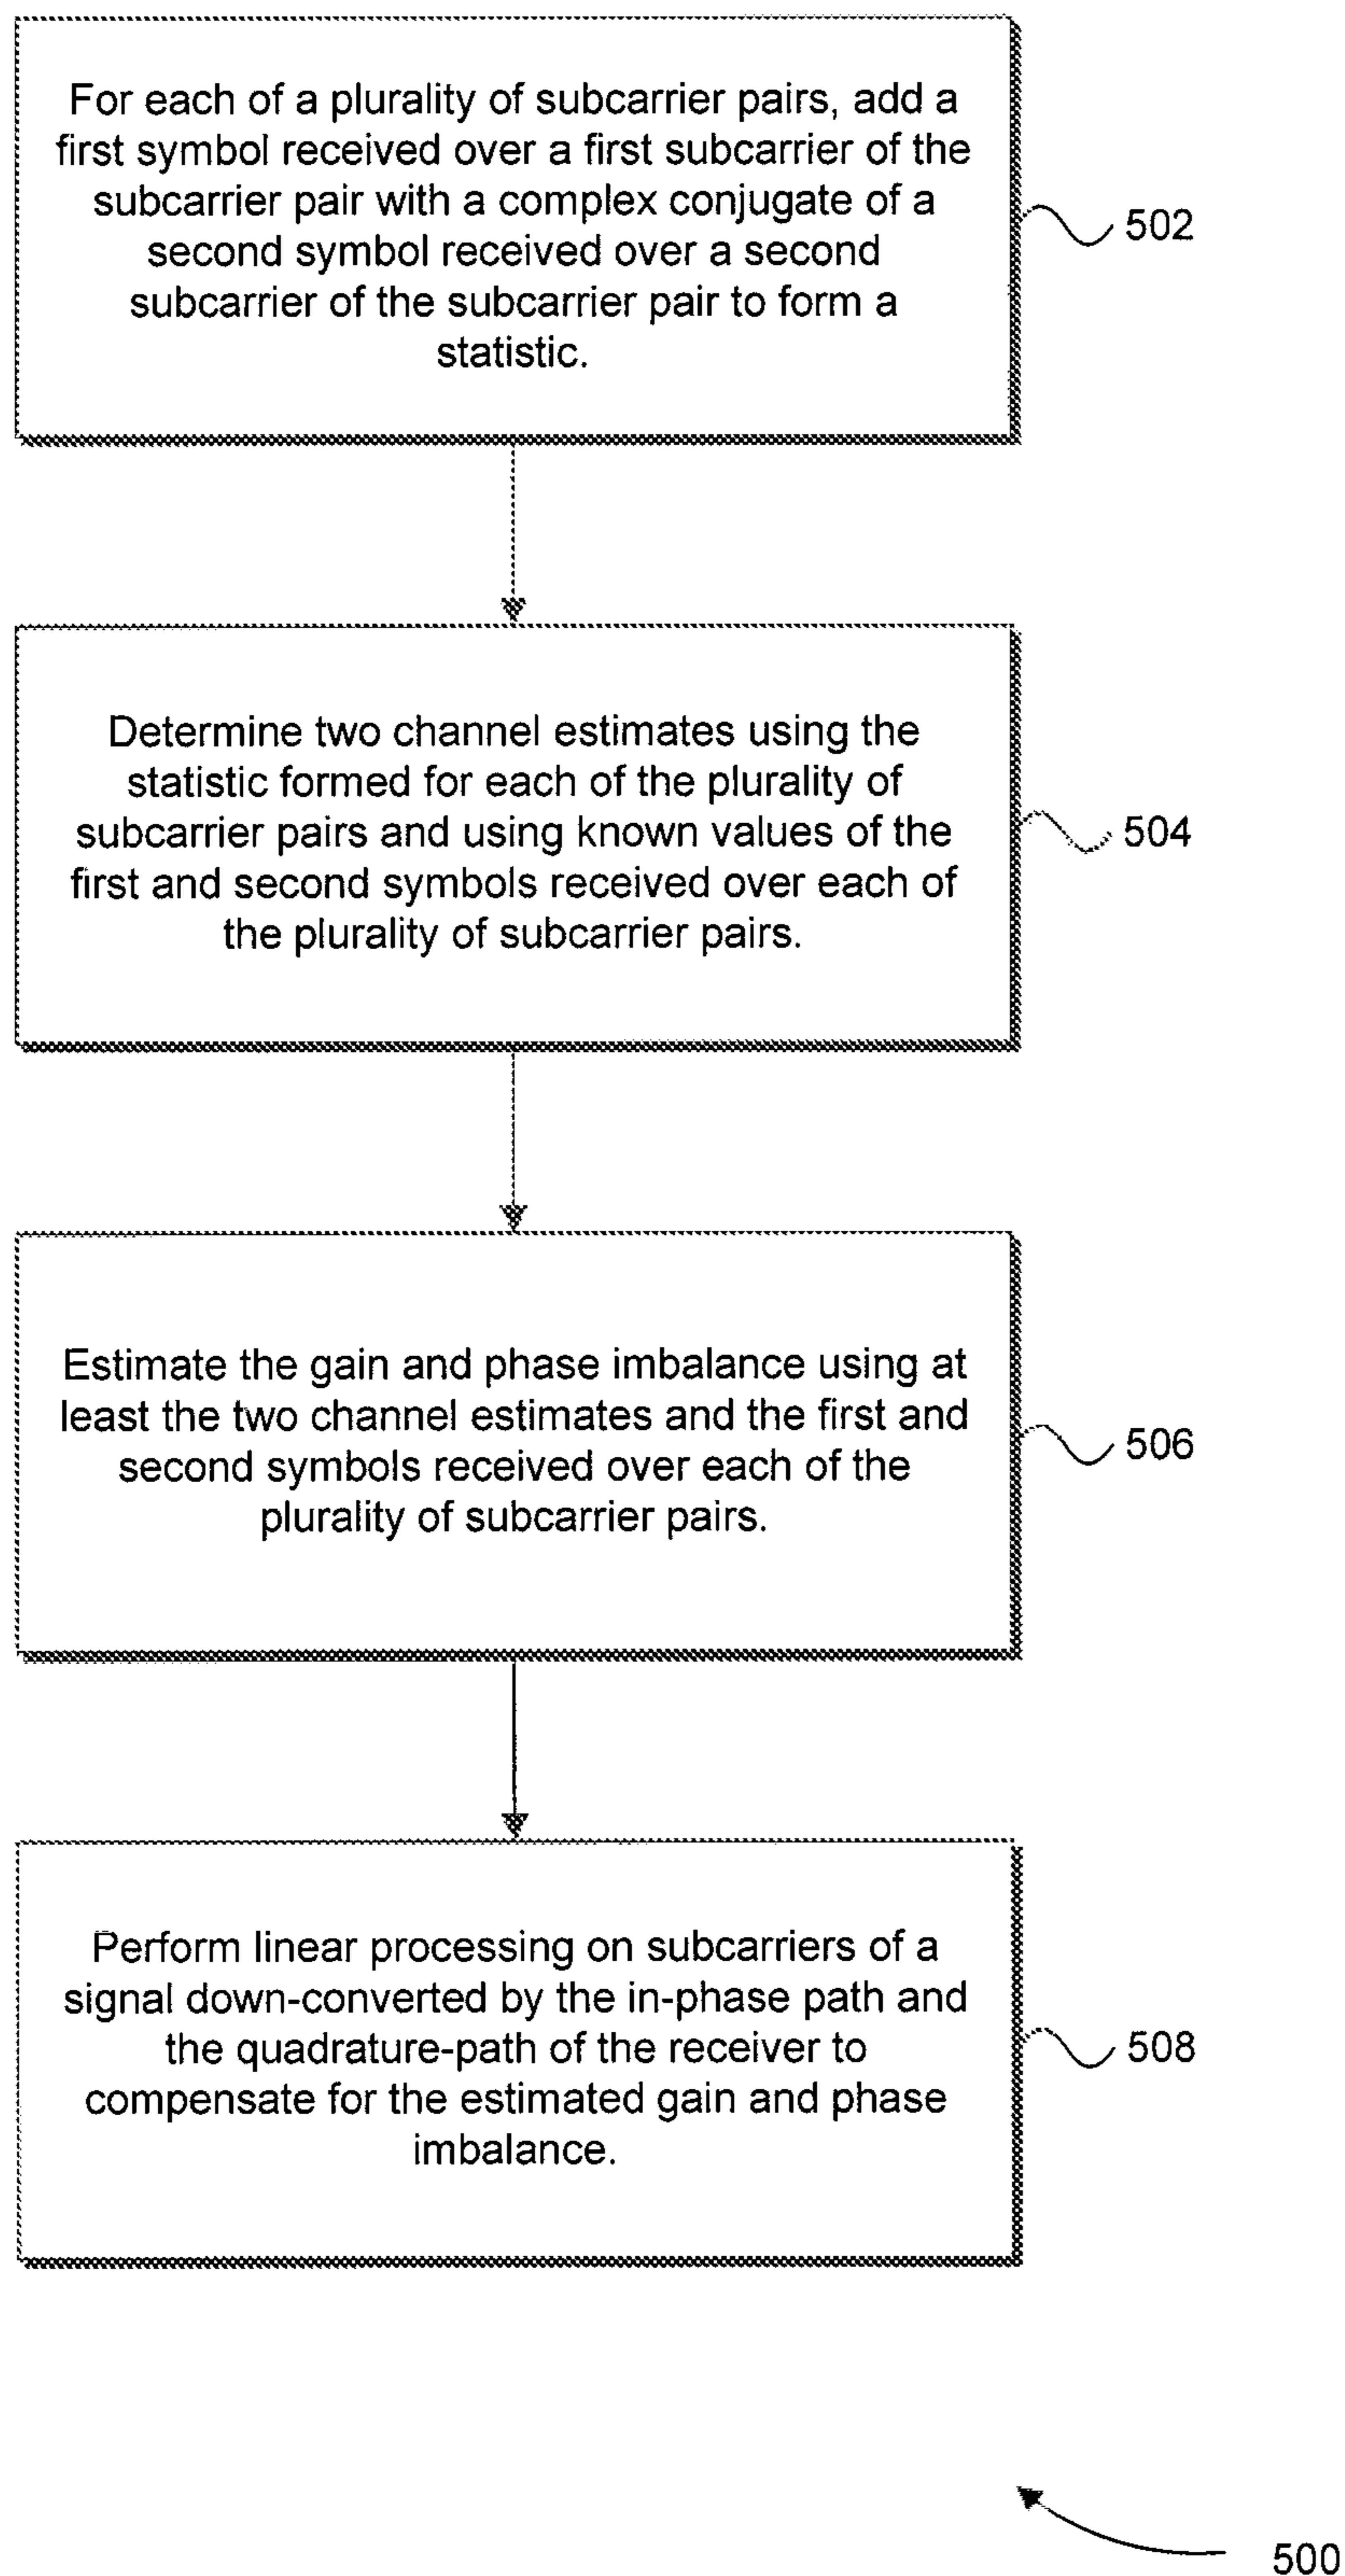 For each of a plurality of subcarrier pairs, add a
first symbol received over a first subcarrier of the
subcarrier pair with a complex conjugate of a
second symbol received over a second
subcarrier of the subcarrier pair to form a
statistic.
502
Determine two channel estimates using the
statistic formed for each of the plurality of
subcarrier pairs and using known values of the
first and second symbols received over each of
the plurality of subcarrier pairs.
504
Estimate the gain and phase imbalance using at
least the two channel estimates and the first and
second symbols received over each of the
plurality of subcarrier pairs.
506
Perform linear processing on subcarriers of a
signal down-converted by the in-phase path and
the quadrature-path of the receiver to
compensate for the estimated gain and phase
imbalance.
508
500